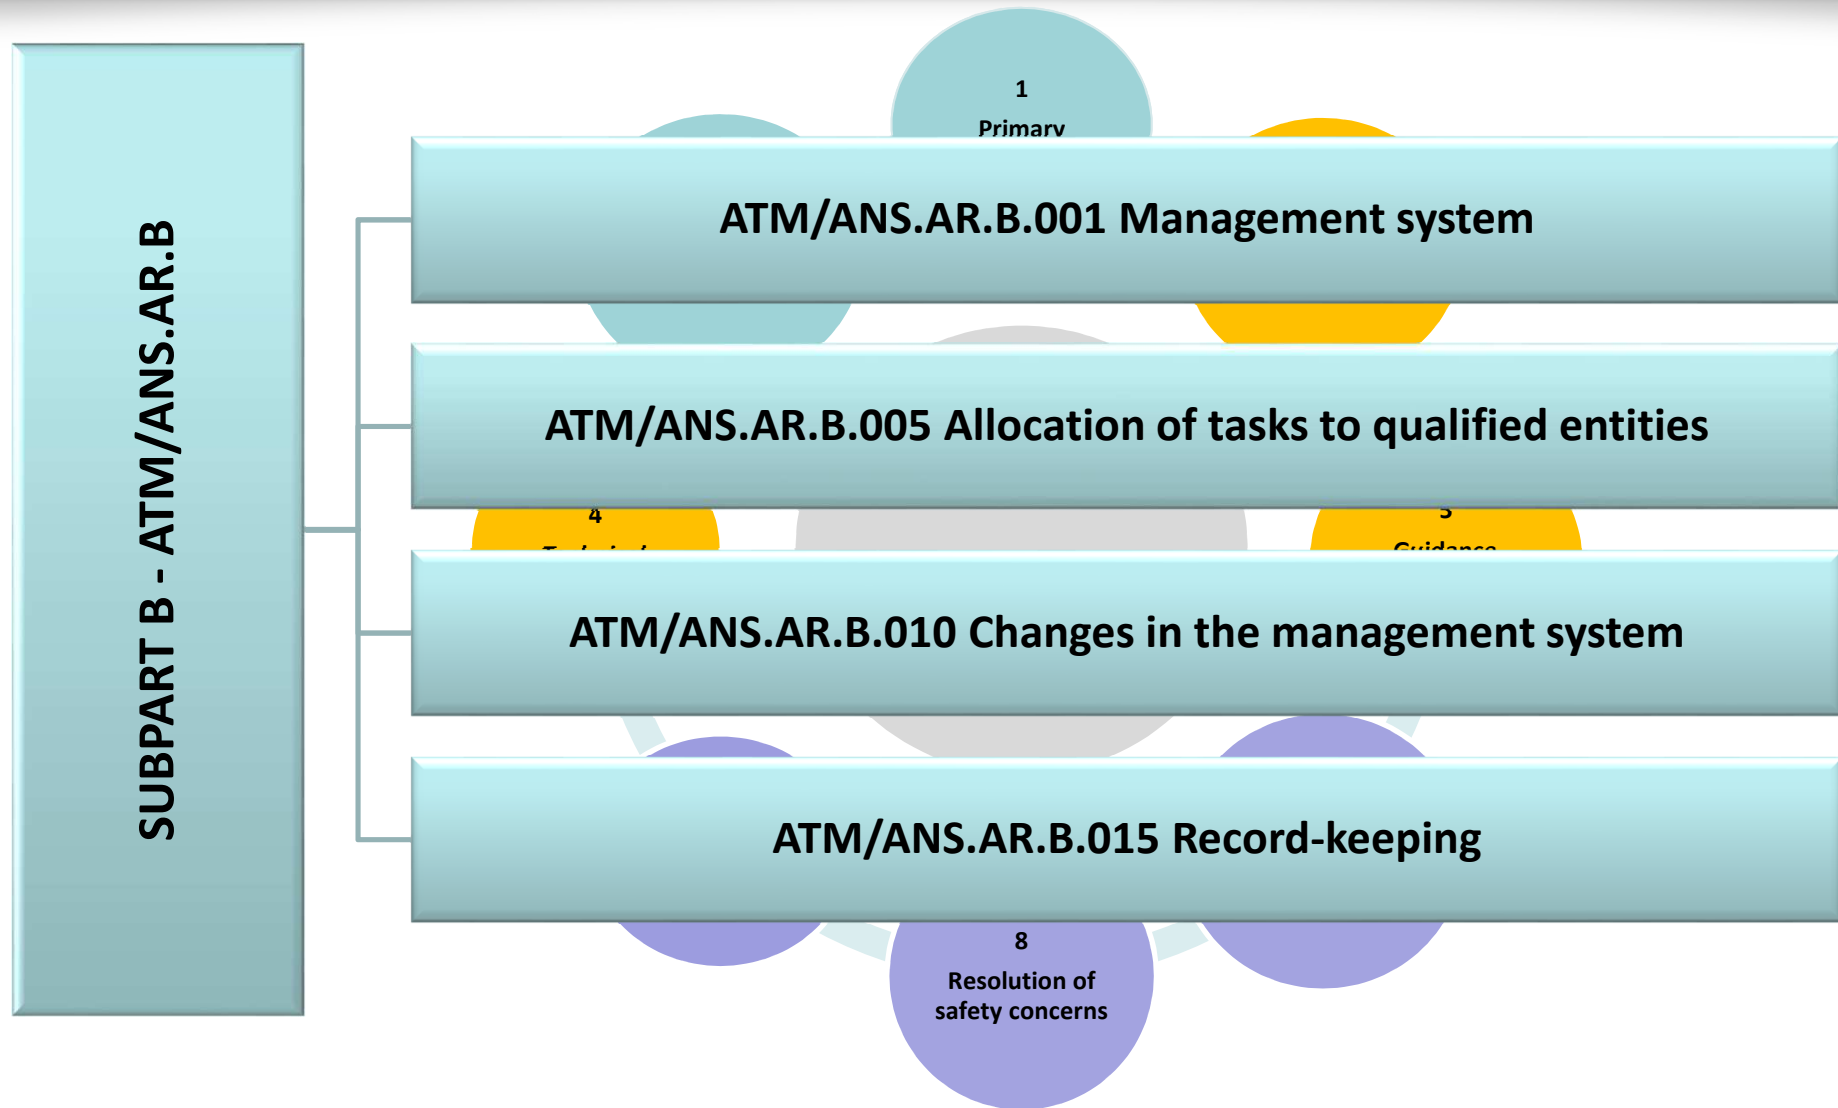 SUBPART B - ATM/ANS.AR.B
1
Primary
ATM/ANS.AR.B.001 Management system
ATM/ANS.AR.B.005 Allocation of tasks to qualified entities
4
5
Guidance
ATM/ANS.AR.B.010 Changes in the management system
ATM/ANS.AR.B.015 Record-keeping
8
Resolution of
safety concerns